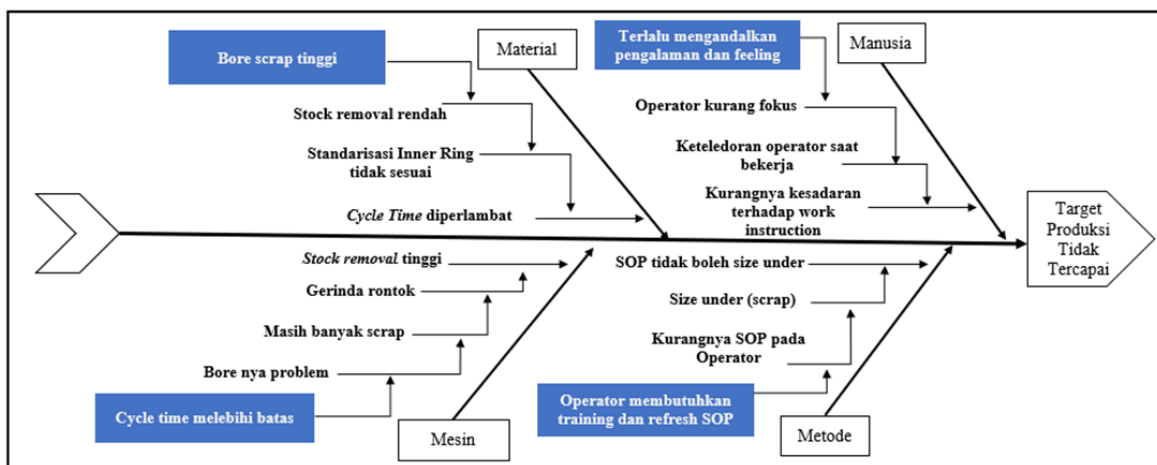 Bore scrap tinggi
Material
Stock removal rendah
Standarisasi Inner Ring
tidak sesuai
Cycle Time diperlambat
Terlalu mengandalkan
pengalaman dan feeling
Manusia
Operator kurang fokus
Keteledoran operator saat
bekerja
Kurangnya kesadaran
terhadap work
instruction
Target
Produksi
Tidak
Tercapai
Stock removal tinggi
Gerinda rontok
Masih banyak scrap
Bore nya problem
Cycle time melebihi batas
Mesin
SOP tidak boleh size under
Size under (scrap)
Kurangnya SOP pada
Operator
Operator membutuhkan
training dan refresh SOP
Metode